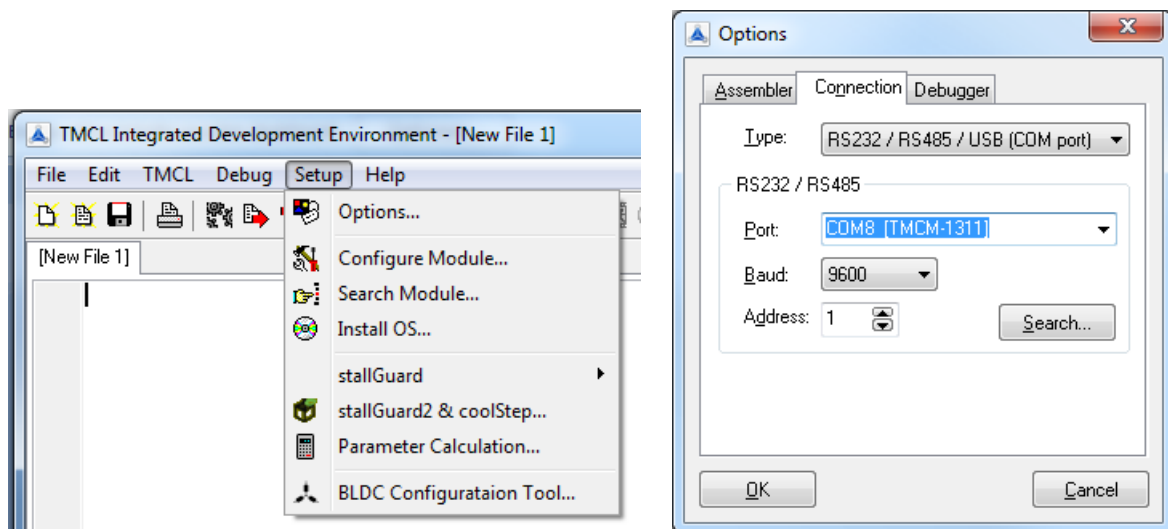 TMCL Integrated Development Environment - [New File 1]
File Edit TMCL Debug Setup Help
[New File 1]
Options...
Configure Module...
Search Module...
Install OS...
stallGuard
stallGuard2 & coolStep...
Parameter Calculation...
BLDC Configurataion Tool...
Options
Assembler Connection Debugger
Type: RS232 / RS485 / USB (COM port)
RS232 / RS485
Port: COM8 [TMCM-1311]
Baud: 9600
Address: 1 Search...
OK Cancel